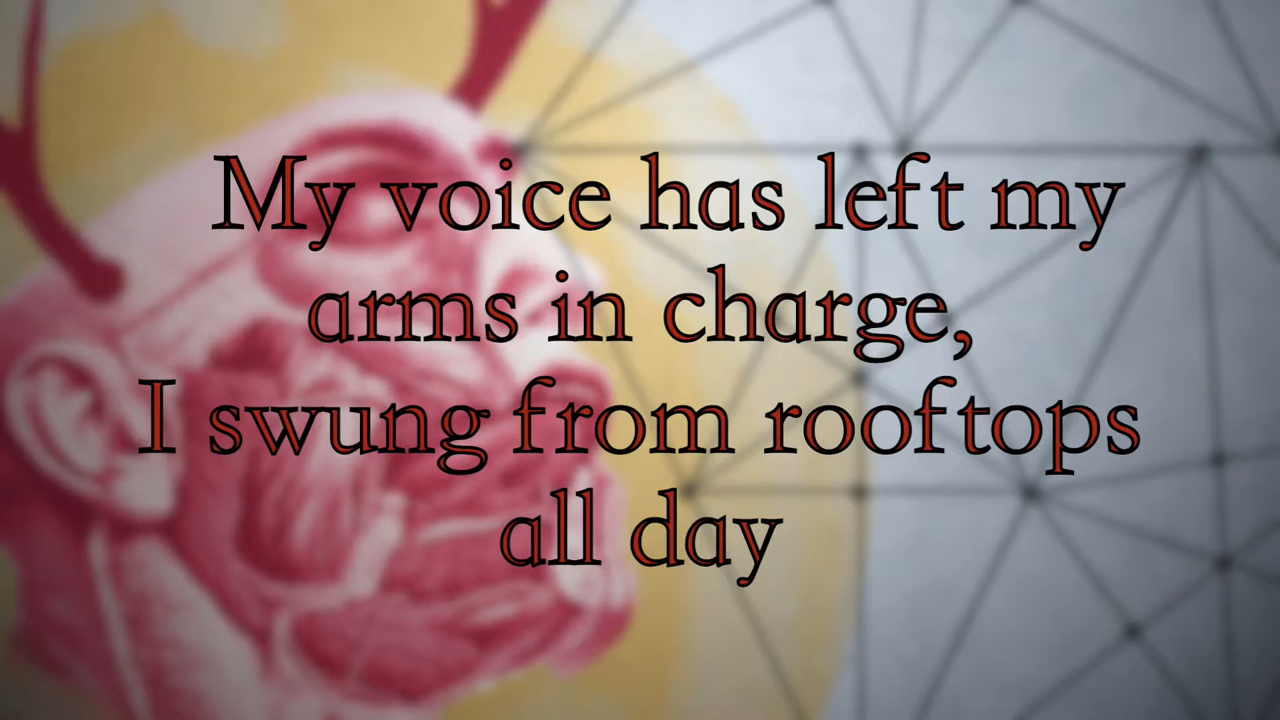 My voice has left my
arms in charge,
I swung from rooftops
all day